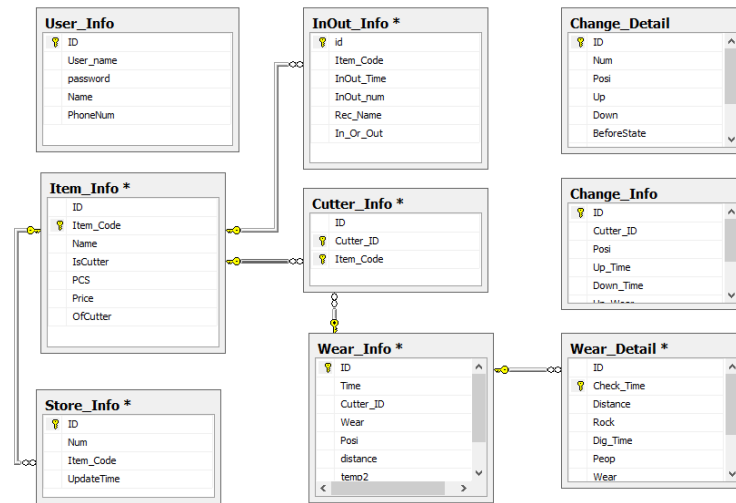 User_Info
ID
User_name
password
Name
PhoneNum
InOut_Info *
id
Item_Code
InOut_Time
InOut_num
Rec_Name
In_Or_Out
Change_Detail
ID
Num
Posi
Up
Down
BeforeState
Item_Info *
ID
Item_Code
Name
IsCutter
PCS
Price
OfCutter
Cutter_Info *
ID
Cutter_ID
Item_Code
Change_Info
ID
Cutter_ID
Posi
Up_Time
Down_Time
Up_Wear
Store_Info *
ID
Num
Item_Code
UpdateTime
Wear_Info *
ID
Time
Cutter_ID
Wear
Posi
distance
temp2
Wear_Detail *
ID
Check_Time
Distance
Rock
Dig_Time
Peop
Wear